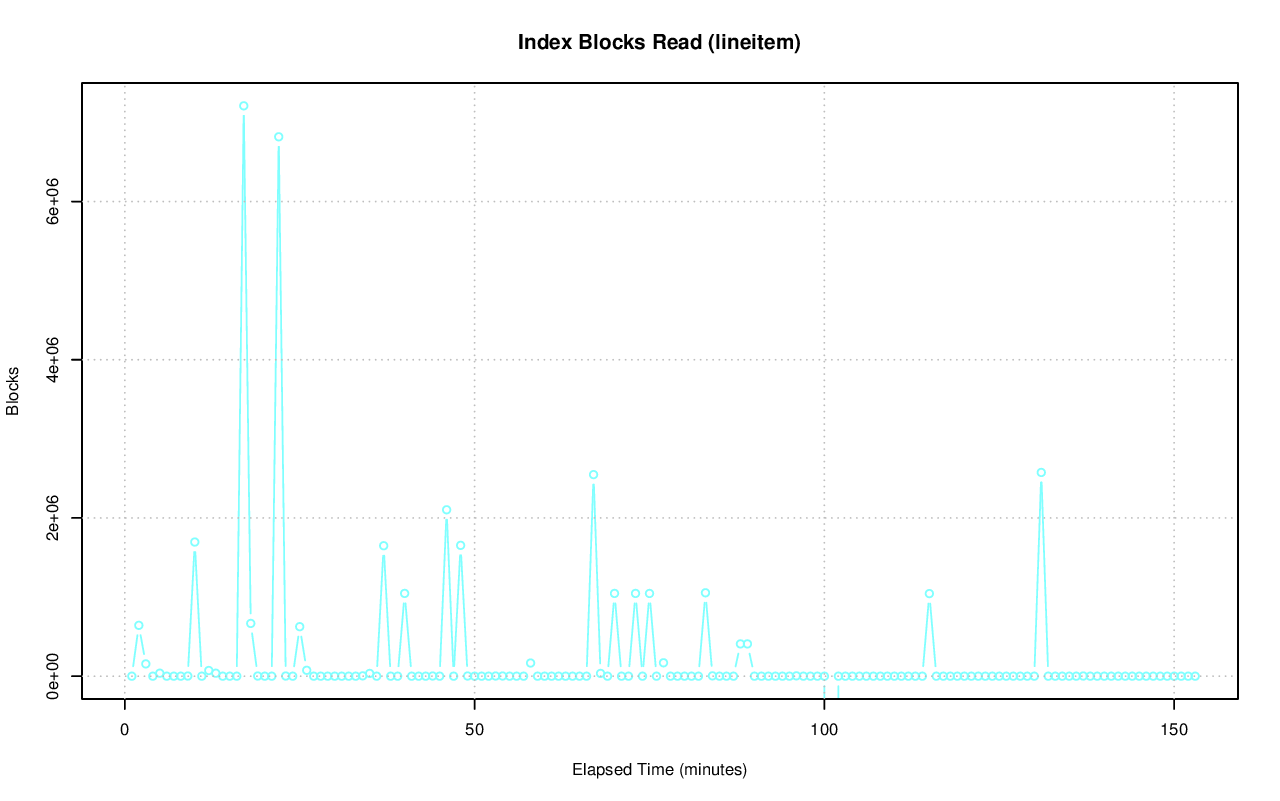 Index Blocks Read (lineitem)
Blocks
6e+06
4e+06
2e+06
0e+00
0 50 100 150
Elapsed Time (minutes)